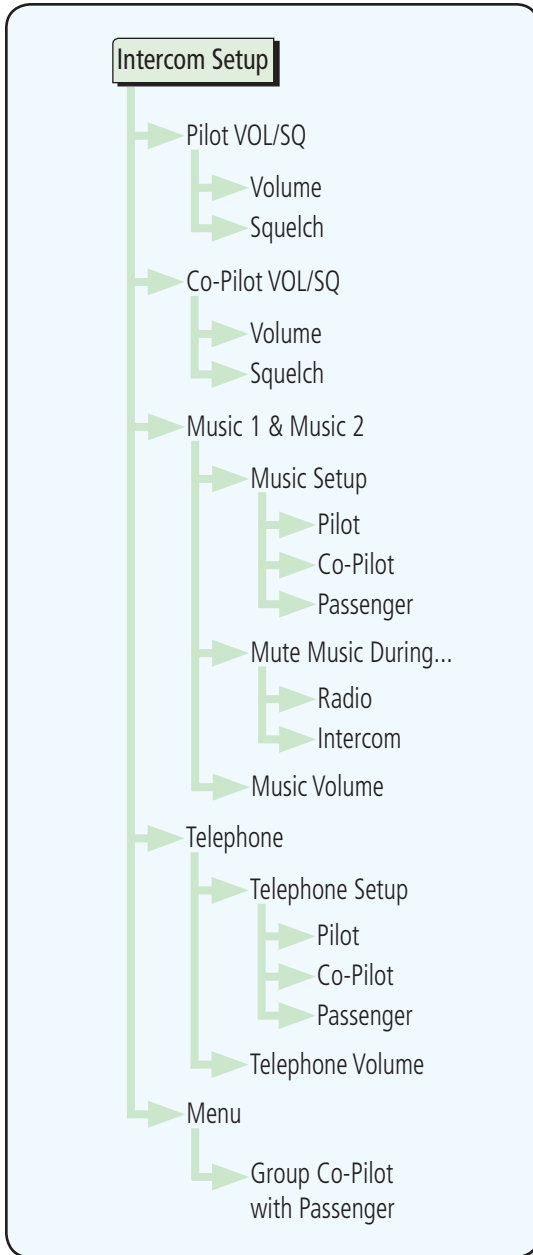 Intercom Setup
Pilot VOL/SQ
Volume
Squelch
Co-Pilot VOL/SQ
Volume
Squelch
Music 1 & Music 2
Music Setup
Pilot
Co-Pilot
Passenger
Mute Music During...
Radio
Intercom
Music Volume
Telephone
Telephone Setup
Pilot
Co-Pilot
Passenger
Telephone Volume
Menu
Group Co-Pilot
with Passenger